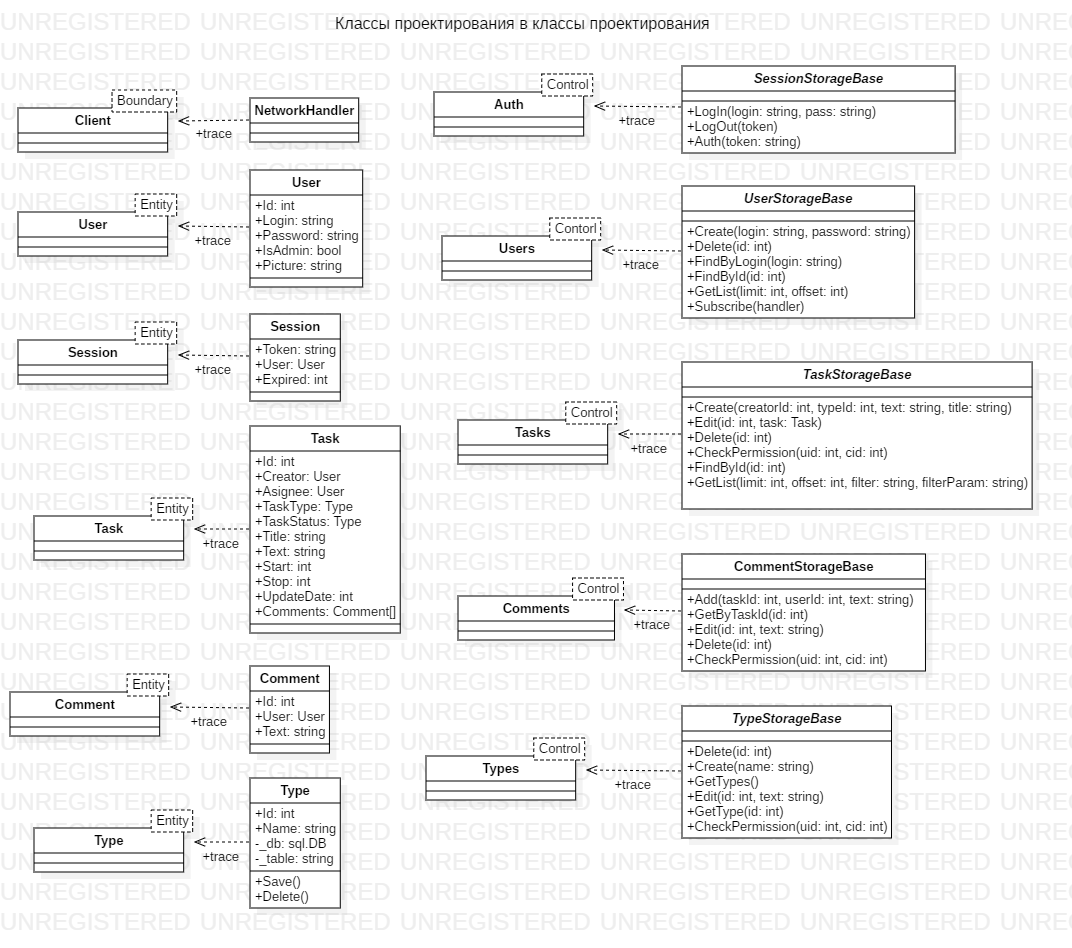 Классы проектирования в классы проектирования
Boundary
Client
+trace
NetworkHandler
Entity
User
+trace
User
+Id: int
+Login: string
+Password: string
+IsAdmin: bool
+Picture: string
Entity
Session
+trace
Session
+Token: string
+User: User
+Expired: int
Entity
Task
+trace
Task
+Id: int
+Creator: User
+Asignee: User
+TaskType: Type
+TaskStatus: Type
+Title: string
+Text: string
+Start: int
+Stop: int
+UpdateDate: int
+Comments: Comment[]
Entity
Comment
+trace
Comment
+Id: int
+User: User
+Text: string
Entity
Type
+trace
Type
+Id: int
+Name: string
-_db: sql.DB
-_table: string
+Save()
+Delete()
Control
Auth
+trace
SessionStorageBase
+LogIn(login: string, pass: string)
+LogOut(token)
+Auth(token: string)
Contorl
Users
+trace
UserStorageBase
+Create(login: string, password: string)
+Delete(id: int)
+FindByLogin(login: string)
+FindById(id: int)
+GetList(limit: int, offset: int)
+Subscribe(handler)
Control
Tasks
+trace
TaskStorageBase
+Create(creatorId: int, typeId: int, text: string, title: string)
+Edit(id: int, task: Task)
+Delete(id: int)
+CheckPermission(uid: int, cid: int)
+FindById(id: int)
+GetList(limit: int, offset: int, filter: string, filterParam: string)
Control
Comments
+trace
CommentStorageBase
+Add(taskId: int, userId: int, text: string)
+GetByTaskId(id: int)
+Edit(id: int, text: string)
+Delete(id: int)
+CheckPermission(uid: int, cid: int)
Control
Types
+trace
TypeStorageBase
+Delete(id: int)
+Create(name: string)
+GetTypes()
+Edit(id: int, text: string)
+GetType(id: int)
+CheckPermission(uid: int, cid: int)
UNREGISTERED